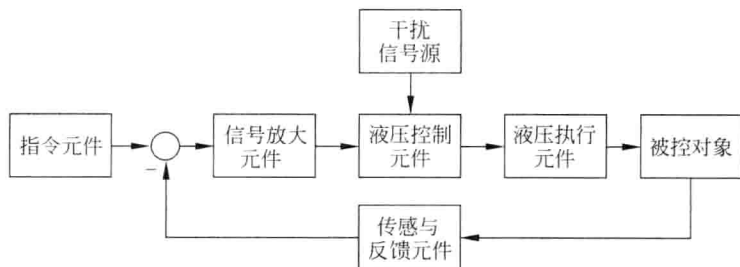 干扰
信号源
指令元件
信号放大
元件
液压控制
元件
液压执行
元件
被控对象
−
传感与
反馈元件